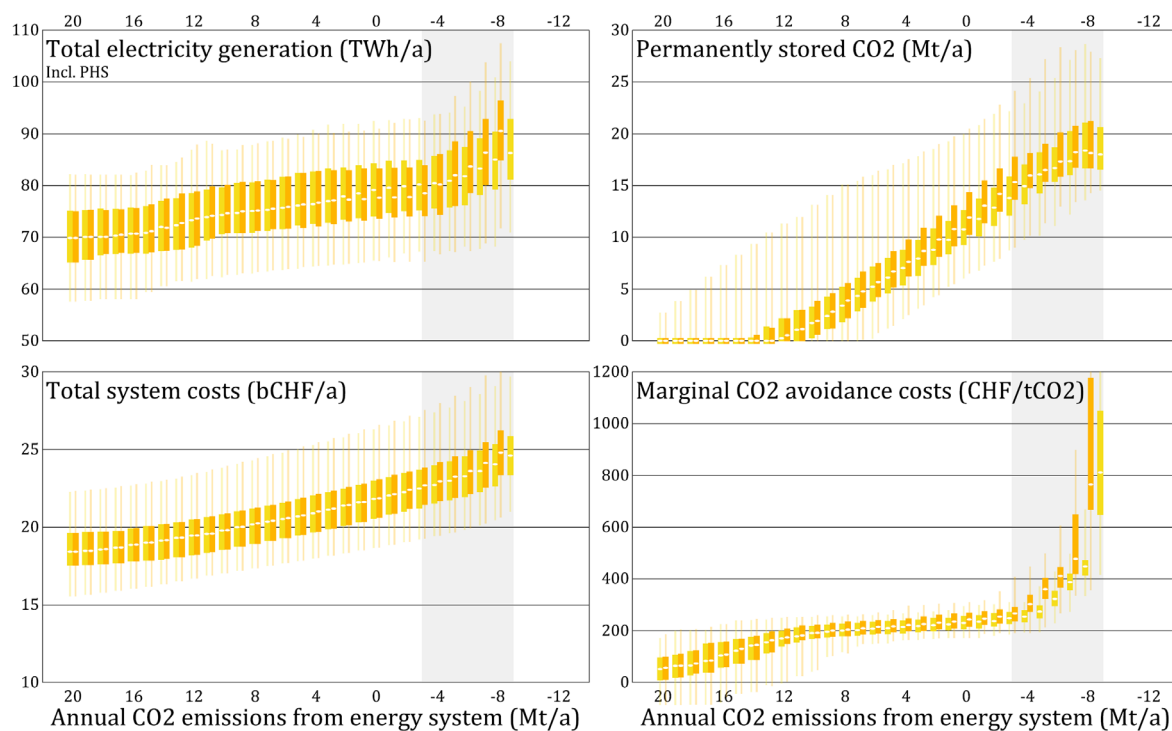 20 16 12 8 4 0 -4 -8 -12
20 16 12 8 4 0 -4 -8 -12
110
100
90
80
70
60
50
Total electricity generation (TWh/a)
Incl. PHS
30
25
20
15
10
5
0
Permanently stored CO2 (Mt/a)
30
25
20
15
10
Total system costs (bCHF/a)
20 16 12 8 4 0 -4 -8 -12
Annual CO2 emissions from energy system (Mt/a)
1200
1000
800
600
400
200
0
Marginal CO2 avoidance costs (CHF/tCO2)
20 16 12 8 4 0 -4 -8 -12
Annual CO2 emissions from energy system (Mt/a)